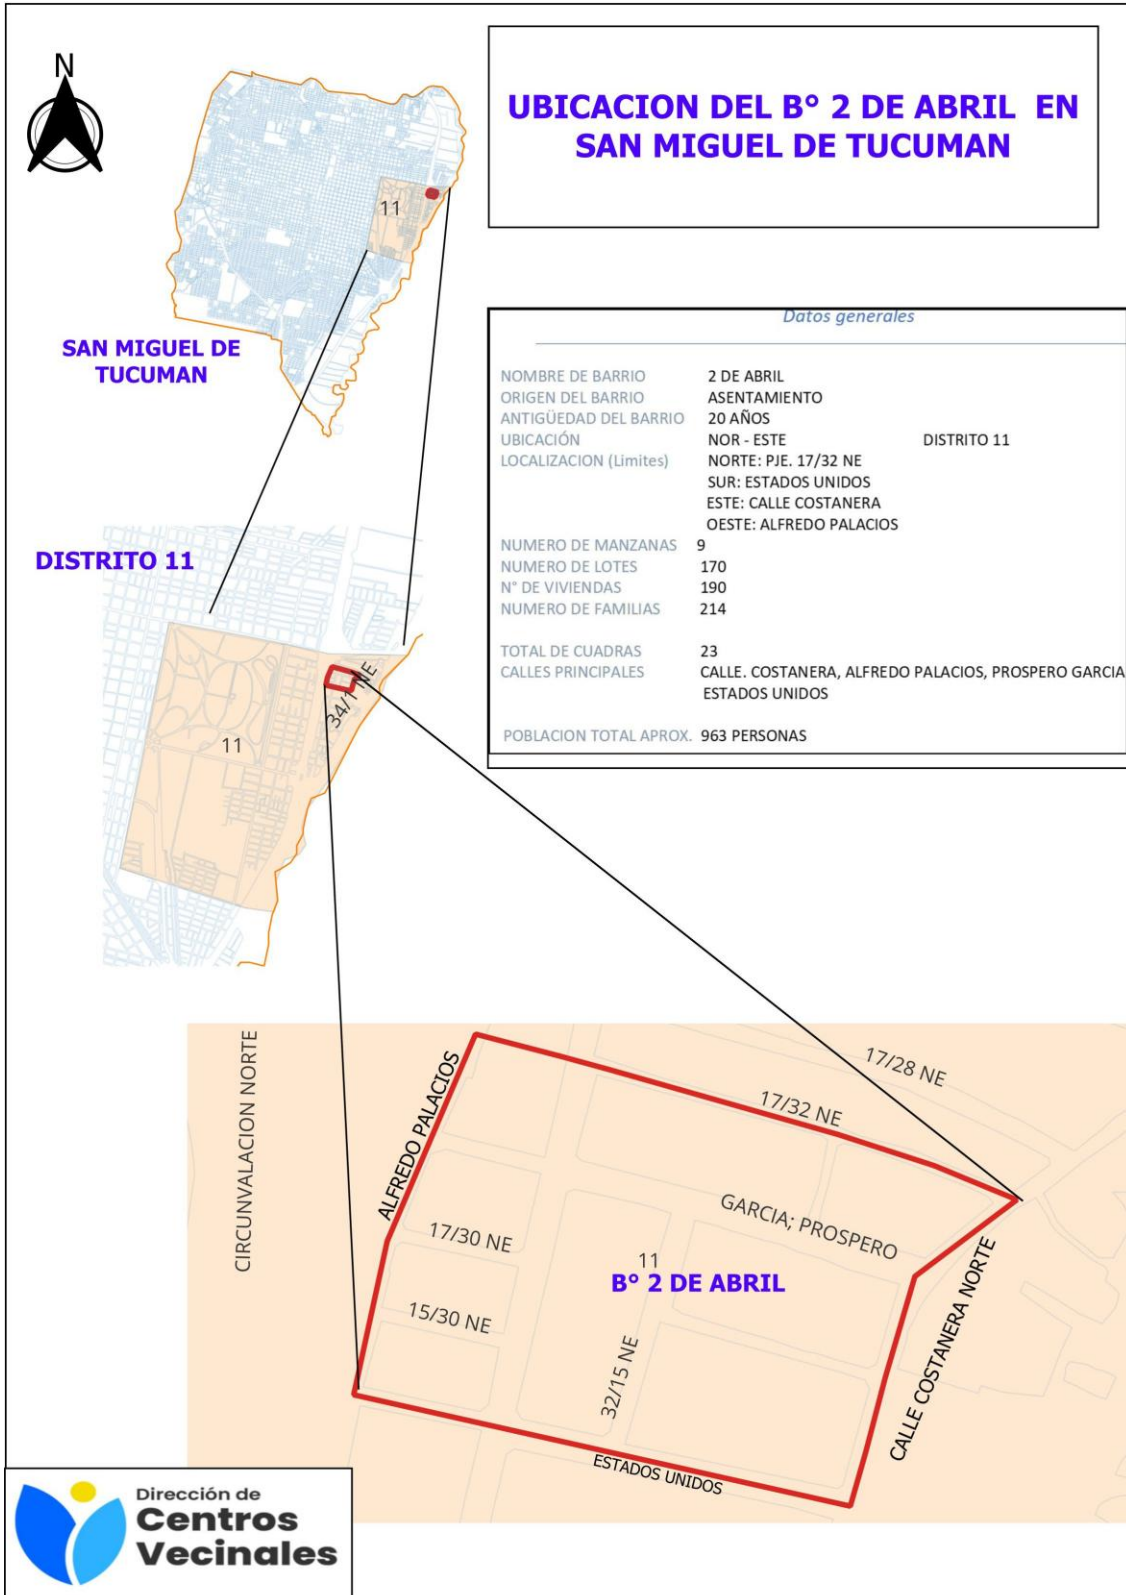 N
UBICACION DEL B° 2 DE ABRIL EN
SAN MIGUEL DE TUCUMAN
11
SAN MIGUEL DE
TUCUMAN
Datos generales
NOMBRE DE BARRIO 2 DE ABRIL
ORIGEN DEL BARRIO ASENTAMIENTO
ANTIGÜEDAD DEL BARRIO 20 AÑOS
UBICACIÓN NOR - ESTE DISTRITO 11
LOCALIZACION (Limites) NORTE: PJE. 17/32 NE
SUR: ESTADOS UNIDOS
ESTE: CALLE COSTANERA
OESTE: ALFREDO PALACIOS
NUMERO DE MANZANAS 9
NUMERO DE LOTES 170
N° DE VIVIENDAS 190
NUMERO DE FAMILIAS 214
TOTAL DE CUADRAS 23
CALLES PRINCIPALES CALLE. COSTANERA, ALFREDO PALACIOS, PROSPERO GARCIA
ESTADOS UNIDOS
POBLACION TOTAL APROX. 963 PERSONAS
DISTRITO 11
34/1 NE
11
CIRCUNVALACION NORTE
ALFREDO PALACIOS
17/28 NE
17/32 NE
GARCIA; PROSPERO
17/30 NE
11
B° 2 DE ABRIL
15/30 NE
32/15 NE
CALLE COSTANERA NORTE
ESTADOS UNIDOS
Dirección de
Centros
Vecinales